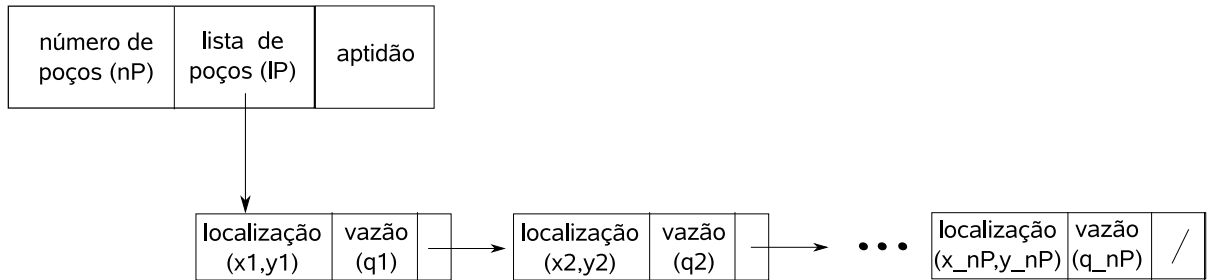 número de
poços (nP)
lista de
poços (lP)
aptidão
localização
(x1,y1)
vazão
(q1)
localização
(x2,y2)
vazão
(q2)
localização
(x_nP,y_nP)
vazão
(q_nP)